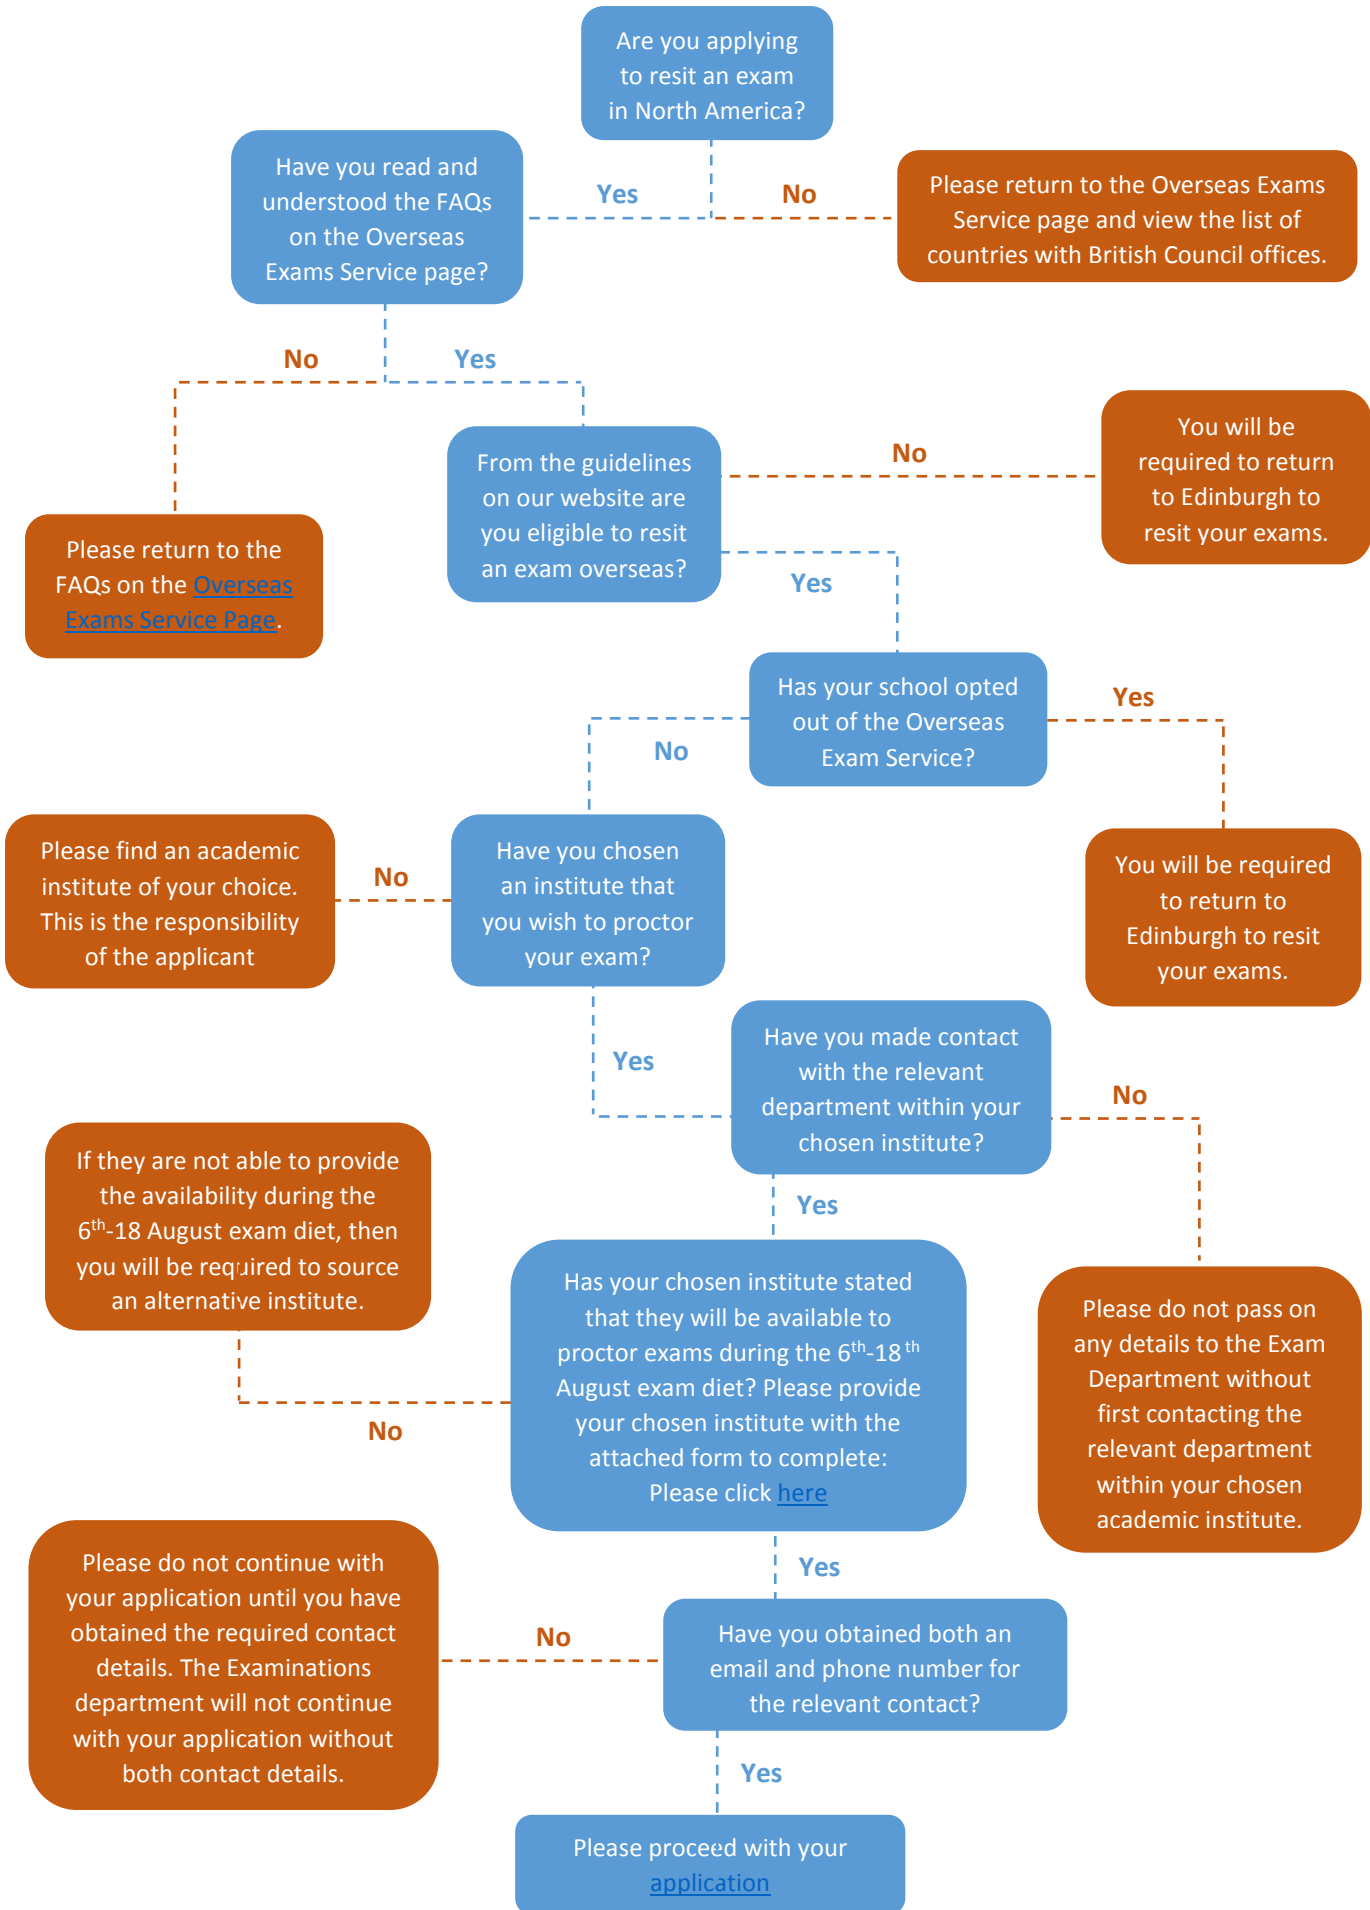 Are you applying
to resit an exam
in North America?
Yes
No
Have you read and
understood the FAQs
on the Overseas
Exams Service page?
Please return to the Overseas Exams
Service page and view the list of
countries with British Council offices.
No
Yes
From the guidelines
on our website are
you eligible to resit
an exam overseas?
No
You will be
required to return
to Edinburgh to
resit your exams.
Please return to the
FAQs on the Overseas
Exams Service Page.
Yes
Has your school opted
out of the Overseas
Exam Service?
Yes
No
Please find an academic
institute of your choice.
This is the responsibility
of the applicant
No
Have you chosen
an institute that
you wish to proctor
your exam?
You will be required
to return to
Edinburgh to resit
your exams.
Yes
Have you made contact
with the relevant
department within your
chosen institute?
No
If they are not able to provide
the availability during the
6th-18 August exam diet, then
you will be required to source
an alternative institute.
Yes
Has your chosen institute stated
that they will be available to
proctor exams during the 6th-18 th
August exam diet? Please provide
your chosen institute with the
attached form to complete:
Please click here
No
Please do not pass on
any details to the Exam
Department without
first contacting the
relevant department
within your chosen
academic institute.
Yes
Please do not continue with
your application until you have
obtained the required contact
details. The Examinations
department will not continue
with your application without
both contact details.
No
Have you obtained both an
email and phone number for
the relevant contact?
Yes
Please proceed with your
application